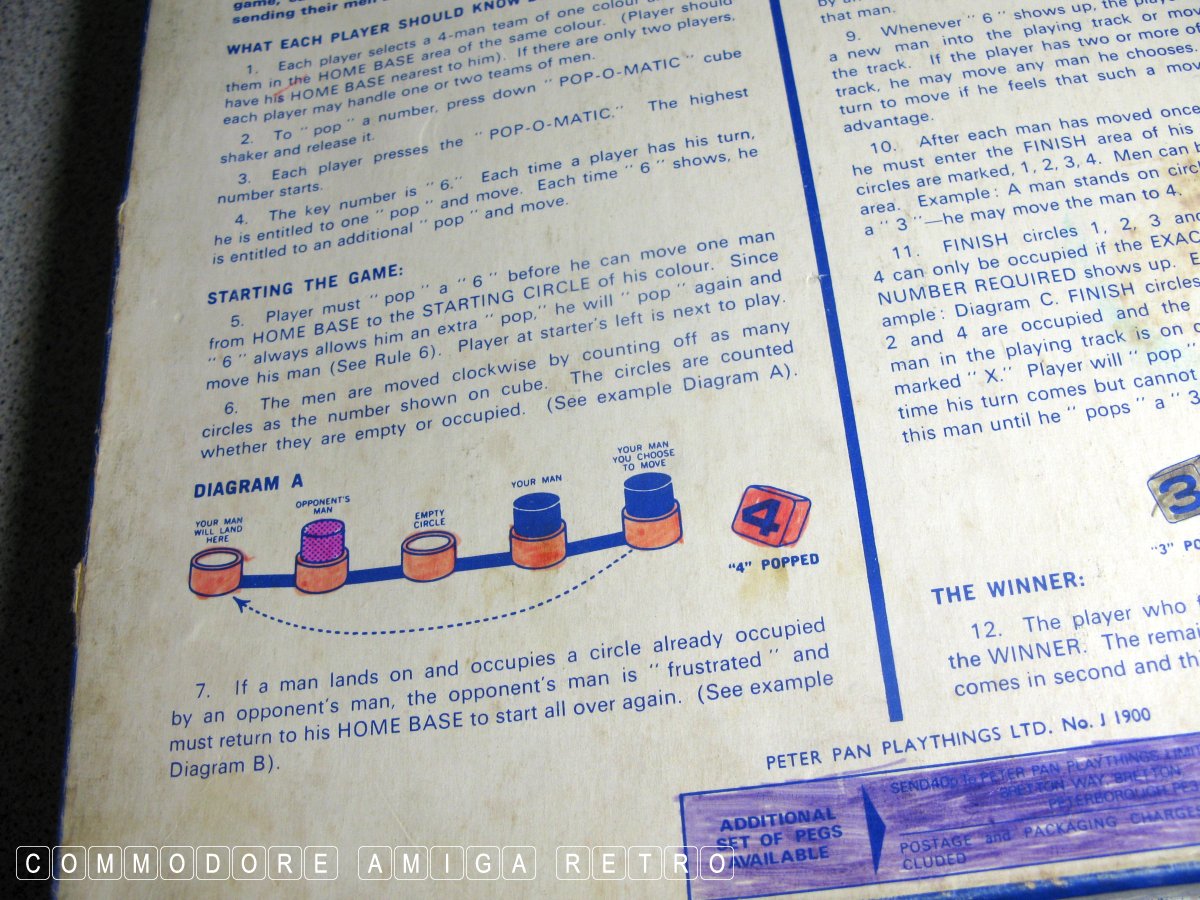 game,
sending their men
WHAT EACH PLAYER SHOULD KNOW
1. Each player selects a 4-man team of one colour
them in the HOME BASE area of the same colour. (Player should
have his HOME BASE nearest to him). If there are only two players,
each player may handle one or two teams of men.
2. To "pop" a number, press down "POP-O-MATIC" cube
shaker and release it.
3. Each player presses the "POP-O-MATIC." The highest
number starts.
4. The key number is "6." Each time a player has his turn,
he is entitled to one "pop" and move. Each time "6" shows, he
is entitled to an additional "pop" and move.
STARTING THE GAME:
5. Player must "pop" a "6" before he can move one man
from HOME BASE to the STARTING CIRCLE of his colour. Since
"6" always allows him an extra "pop," he will "pop" again and
move his man (See Rule 6). Player at starter's left is next to play.
6. The men are moved clockwise by counting off as many
circles as the number shown on cube. The circles are counted
whether they are empty or occupied. (See example Diagram A).
DIAGRAM A
YOUR MAN
WILL LAND
HERE
OPPONENT'S
MAN
EMPTY
CIRCLE
YOUR MAN
YOUR MAN
YOU CHOOSE
TO MOVE
4
"4" POPPED
7. If a man lands on and occupies a circle already occupied
by an opponent's man, the opponent's man is "frustrated" and
must return to his HOME BASE to start all over again. (See example
Diagram B).
that man.
9. Whenever "6" shows up, the
a new man into the playing track or
the track. If the player has two or more
track, he may move any man he chooses.
turn to move if he feels that such a
advantage.
10. After each man has moved once
he must enter the FINISH area of his
circles are marked, 1, 2, 3, 4. Men can
area. Example: A man stands on
a "3"—he may move the man to 4.
11. FINISH circles 1, 2, 3 and
4 can only be occupied if the EXAC
NUMBER REQUIRED shows up. E
ample: Diagram C. FINISH circles
2 and 4 are occupied and the
man in the playing track is on
marked "X." Player will "pop"
time his turn comes but cannot
this man until he "pops" a "3
3
"3" PO
THE WINNER:
12. The player who
the WINNER. The remai
comes in second and
PETER PAN PLAYTHINGS LTD. No. J 1900
ADDITIONAL
SET OF PEGS
AVAILABLE
SEND 40p to PETER PAN PLAYTHINGS LIMI
BRETTON WAY, BRETTON
PETERBOROUGH
POSTAGE and PACKAGING CHARGE
CLUDED
COMMODORE AMIGA RETRO